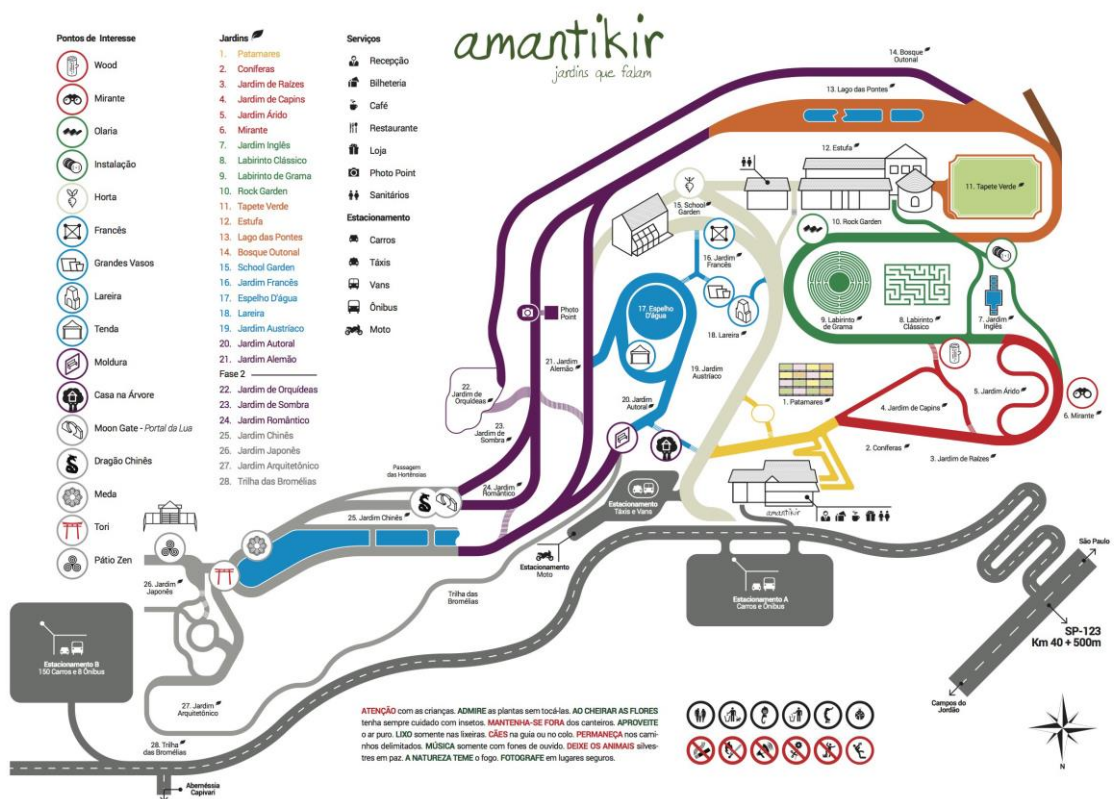 amantikir
jardins que falam
Pontos de Interesse
Wood
Mirante
Olaria
Instalação
Horta
Francês
Grandes Vasos
Lareira
Tenda
Moldura
Casa na Árvore
Moon Gate - Portal da Lua
Dragão Chinês
Meda
Tori
Pátio Zen
Jardins
1. Patamares
2. Coníferas
3. Jardim de Raízes
4. Jardim de Capins
5. Jardim Árido
6. Mirante
7. Jardim Inglês
8. Labirinto Clássico
9. Labirinto de Grama
10. Rock Garden
11. Tapete Verde
12. Estufa
13. Lago das Pontes
14. Bosque Outonal
15. School Garden
16. Jardim Francês
17. Espelho D'água
18. Lareira
19. Jardim Austríaco
20. Jardim Autoral
21. Jardim Alemão
Fase 2
22. Jardim de Orquídeas
23. Jardim de Sombra
24. Jardim Romântico
25. Jardim Chinês
26. Jardim Japonês
27. Jardim Arquitetônico
28. Trilha das Bromélias
Serviços
Recepção
Bilheteria
Café
Restaurante
Loja
Photo Point
Sanitários
Estacionamento
Carros
Táxis
Vans
Ônibus
Moto
14. Bosque
Outonal
13. Lago das Pontes
12. Estufa
11. Tapete Verde
15. School
Garden
10. Rock Garden
16. Jardim
Francês
17. Espelho
D'água
18. Lareira
9. Labirinto
de Grama
8. Labirinto
Clássico
7. Jardim
Inglês
Photo
Point
21. Jardim
Alemão
19. Jardim
Austríaco
22. Jardim
de Orquídeas
20. Jardim
Autoral
1. Patamares
4. Jardim de Capins
5. Jardim Árido
6. Mirante
23.
Jardim de
Sombra
2. Coníferas
3. Jardim de Raízes
Passagem
das Hortênsias
24. Jardim
Romântico
25. Jardim Chinês
Estacionamento
Táxis e Vans
amantikir
Estacionamento
Moto
26. Jardim
Japonês
Trilha das
Bromélias
Estacionamento A
Carros e Ônibus
São Paulo
SP-123
Km 40 + 500m
Campos do
Jordão
Estacionamento B
150 Carros e 8 Ônibus
27. Jardim
Arquitetônico
28. Trilha
das Bromélias
Abernéssia
Capivari
ATENÇÃO com as crianças. ADMIRE as plantas sem tocá-las. AO CHEIRAR AS FLORES
tenha sempre cuidado com insetos. MANTENHA-SE FORA dos canteiros. APROVEITE
o ar puro. LIXO somente nas lixeiras. CÃES na guia ou no colo. PERMANEÇA nos cami-
nhos delimitados. MÚSICA somente com fones de ouvido. DEIXE OS ANIMAIS silves-
tres em paz. A NATUREZA TEME o fogo. FOTOGRAFE em lugares seguros.
N